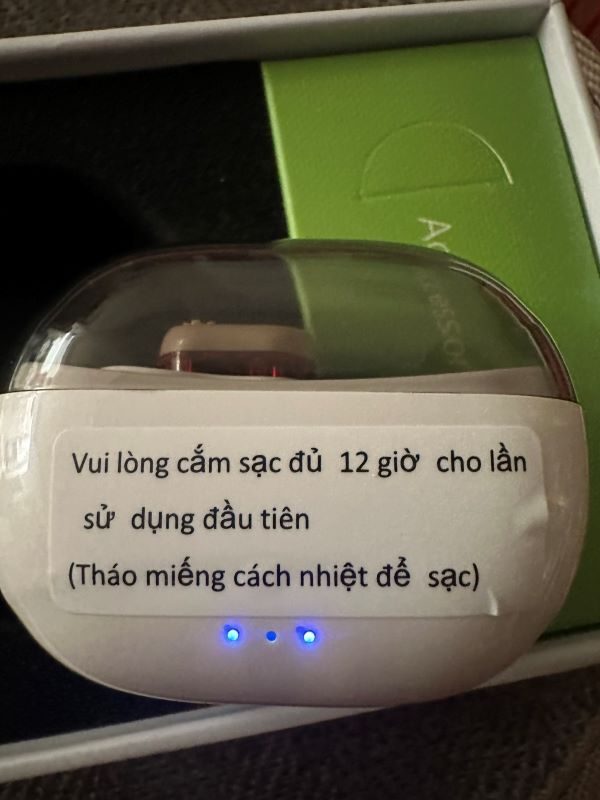 Vui lòng cắm sạc đủ 12 giờ cho lần
sử dụng đầu tiên
(Tháo miếng cách nhiệt để sạc)